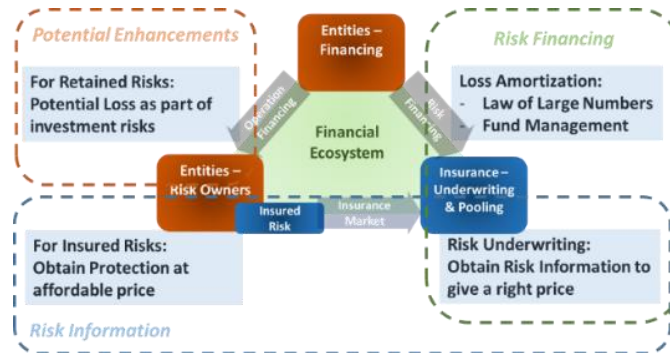 Potential Enhancements
Entities –
Financing
Risk Financing
For Retained Risks:
Potential Loss as part of
investment risks
Operation
Financing
Risk
Financing
Loss Amortization:
- Law of Large Numbers
- Fund Management
Financial
Ecosystem
Entities –
Risk Owners
Insurance –
Underwriting
& Pooling
Insured
Risk
Insurance
Market
For Insured Risks:
Obtain Protection at
affordable price
Risk Underwriting:
Obtain Risk Information to
give a right price
Risk Information